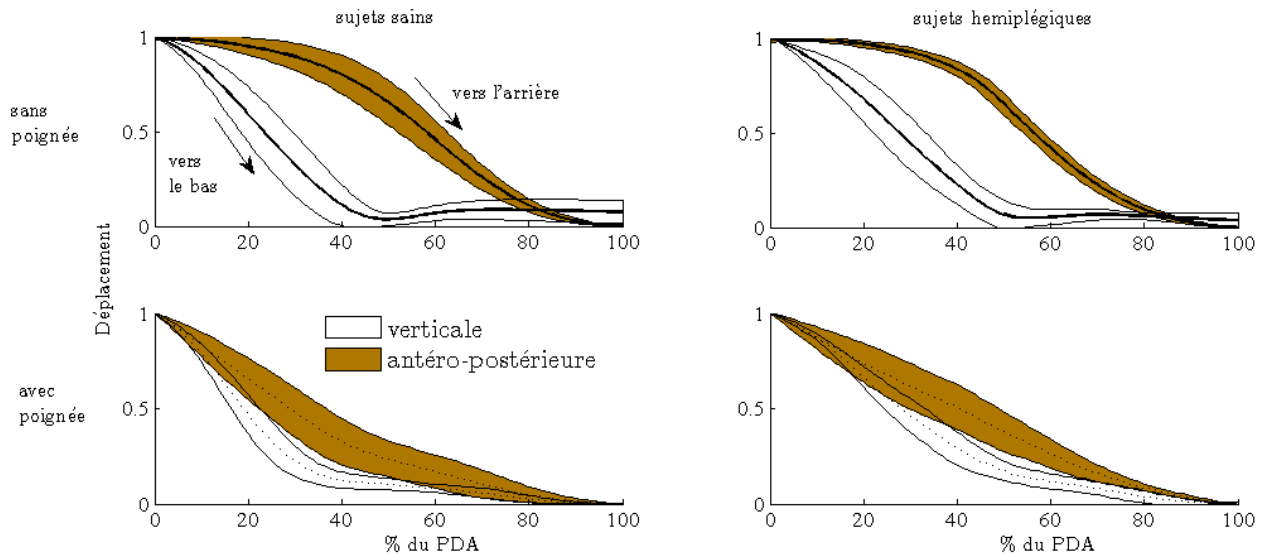 sujets sains
sujets hemiplégiques
sans
poignée
1
0.5
0
vers l'arrière
vers
le bas
0 20 40 60 80 100
1
0.5
0
0 20 40 60 80 100
Déplacement
avec
poignée
1
0.5
0
verticale
antéro-postérieure
0 20 40 60 80 100
% du PDA
1
0.5
0
0 20 40 60 80 100
% du PDA